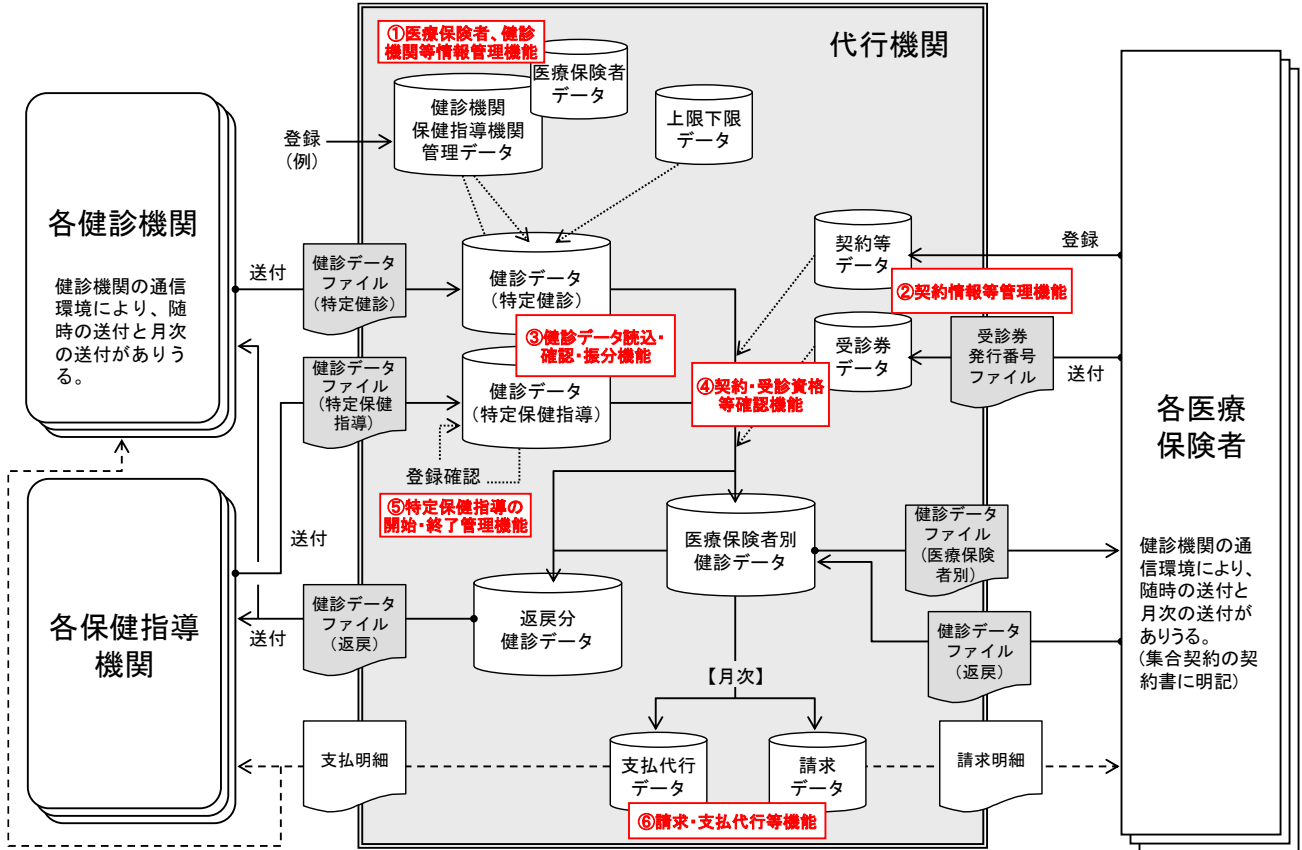 代行機関
①医療保険者、健診
機関等情報管理機能
医療保険者
データ
健診機関
保健指導機関
管理データ
上限下限
データ
登録
(例)
各健診機関
健診機関の通信
環境により、随
時の送付と月次
の送付がありう
る。
送付
健診データ
ファイル
(特定健診)
健診データ
(特定健診)
契約等
データ
登録
②契約情報等管理機能
③健診データ読込・
確認・振分機能
受診券
データ
受診券
発行番号
ファイル
送付
健診データ
ファイル
(特定保健
指導)
健診データ
(特定保健指導)
④契約・受診資格
等確認機能
登録確認
⑤特定保健指導の
開始・終了管理機能
各医療
保険者
健診機関の通
信環境により、
随時の送付と
月次の送付が
ありうる。
(集合契約の契
約書に明記)
各保健指導
機関
送付
医療保険者別
健診データ
健診データ
ファイル
(医療保険
者別)
送付
健診データ
ファイル
(返戻)
返戻分
健診データ
健診データ
ファイル
(返戻)
【月次】
支払明細
支払代行
データ
請求
データ
請求明細
⑥請求・支払代行等機能